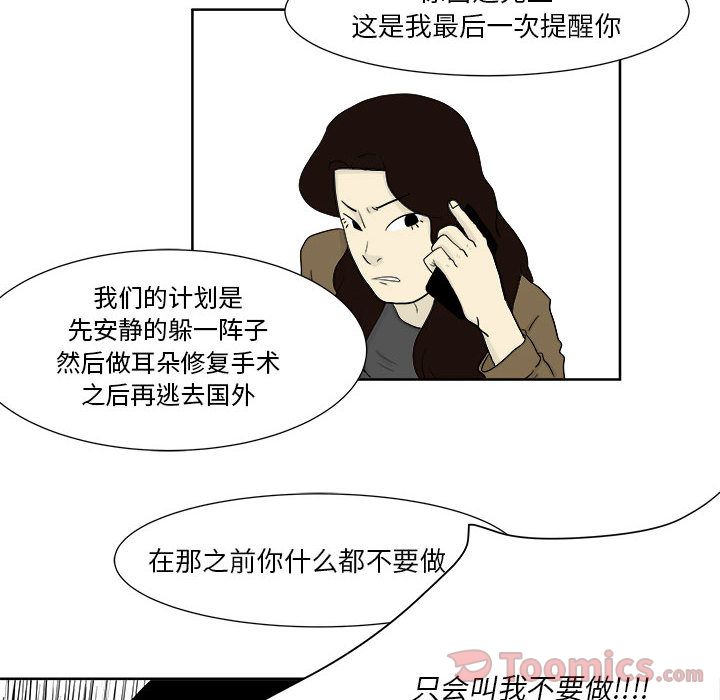 这是我最后一次提醒你
我们的计划是
先安静的躲一阵子
然后做耳朵修复手术
之后再逃去国外
在那之前你什么都不要做
只会叫我不要做!!!!
Toomics.com